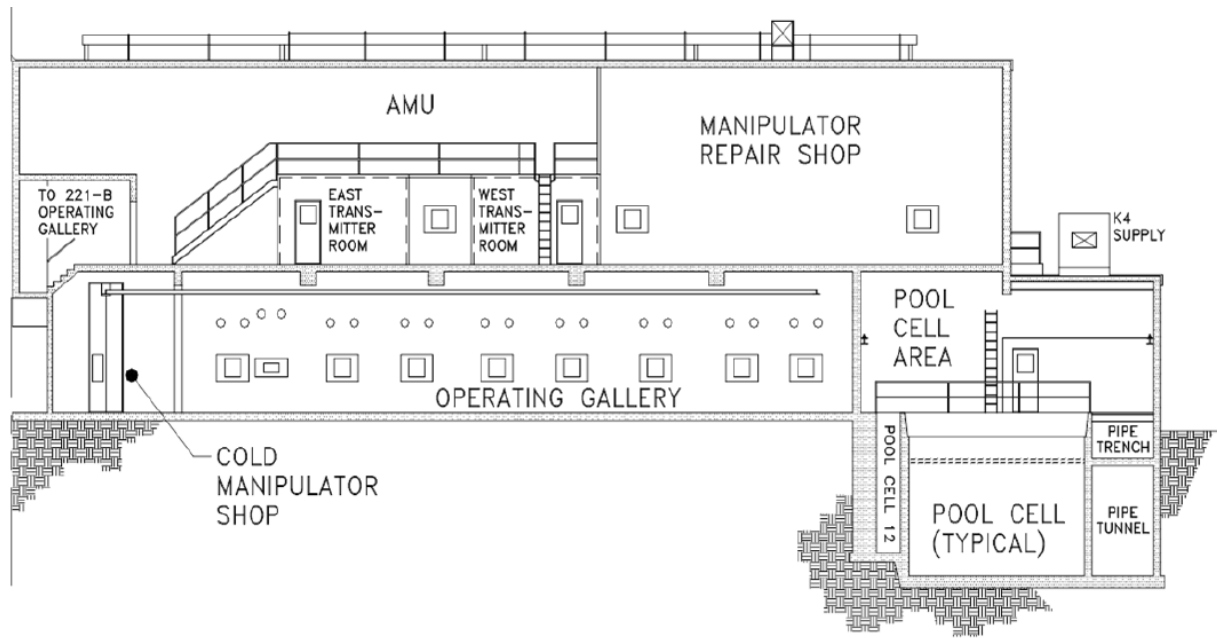 AMU
MANIPULATOR
REPAIR SHOP
TO 221-B
OPERATING
GALLERY
EAST
TRANS-
MITTER
ROOM
WEST
TRANS-
MITTER
ROOM
K4
SUPPLY
POOL
CELL
AREA
OPERATING GALLERY
COLD
MANIPULATOR
SHOP
POOL CELL 12
PIPE
TRENCH
POOL CELL
(TYPICAL)
PIPE
TUNNEL